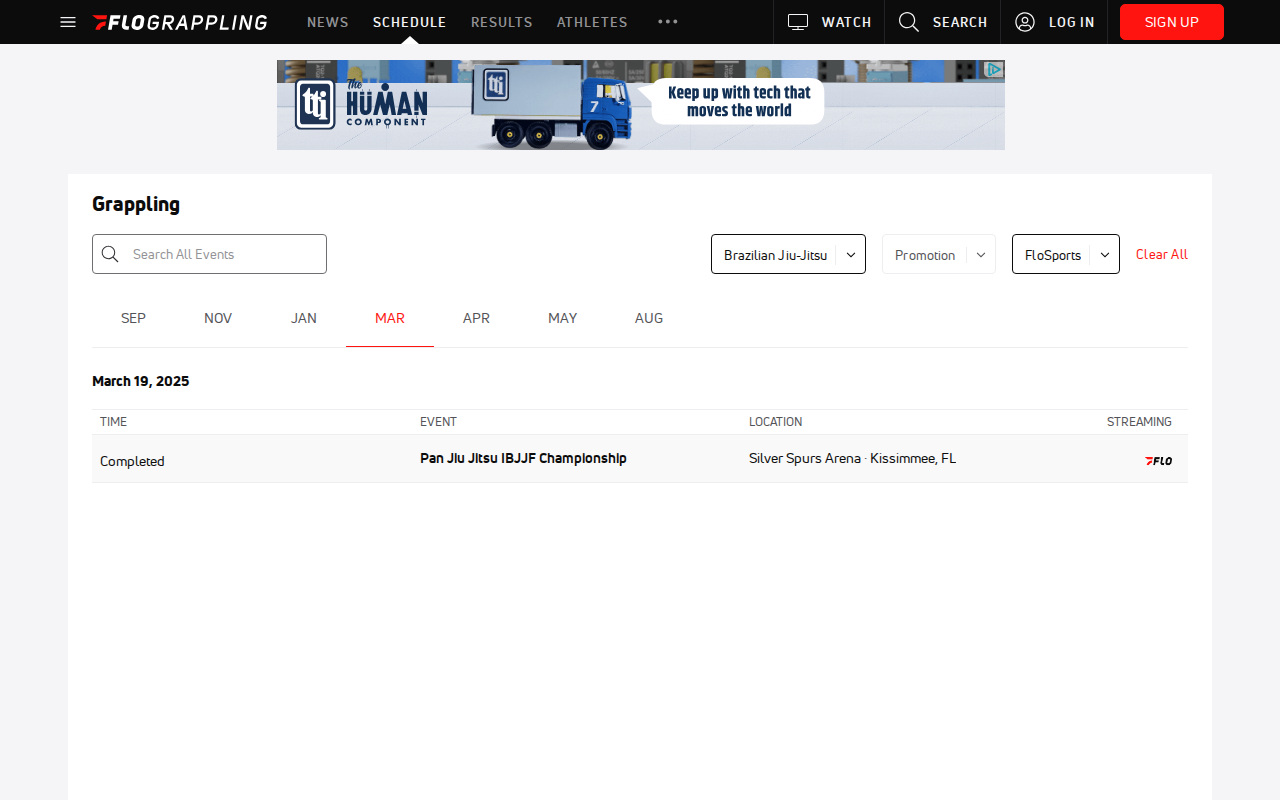 FLOGRAPPLING NEWS SCHEDULE RESULTS ATHLETES WATCH SEARCH LOG IN SIGN UP
tti The HUMAN COMPONENT tti 7 Keep up with tech that
moves the world
Grappling
Search All Events Brazilian Jiu-Jitsu Promotion FloSports Clear All
SEP NOV JAN MAR APR MAY AUG
March 19, 2025
TIME EVENT LOCATION STREAMING
Completed Pan Jiu Jitsu IBJJF Championship Silver Spurs Arena · Kissimmee, FL FLO